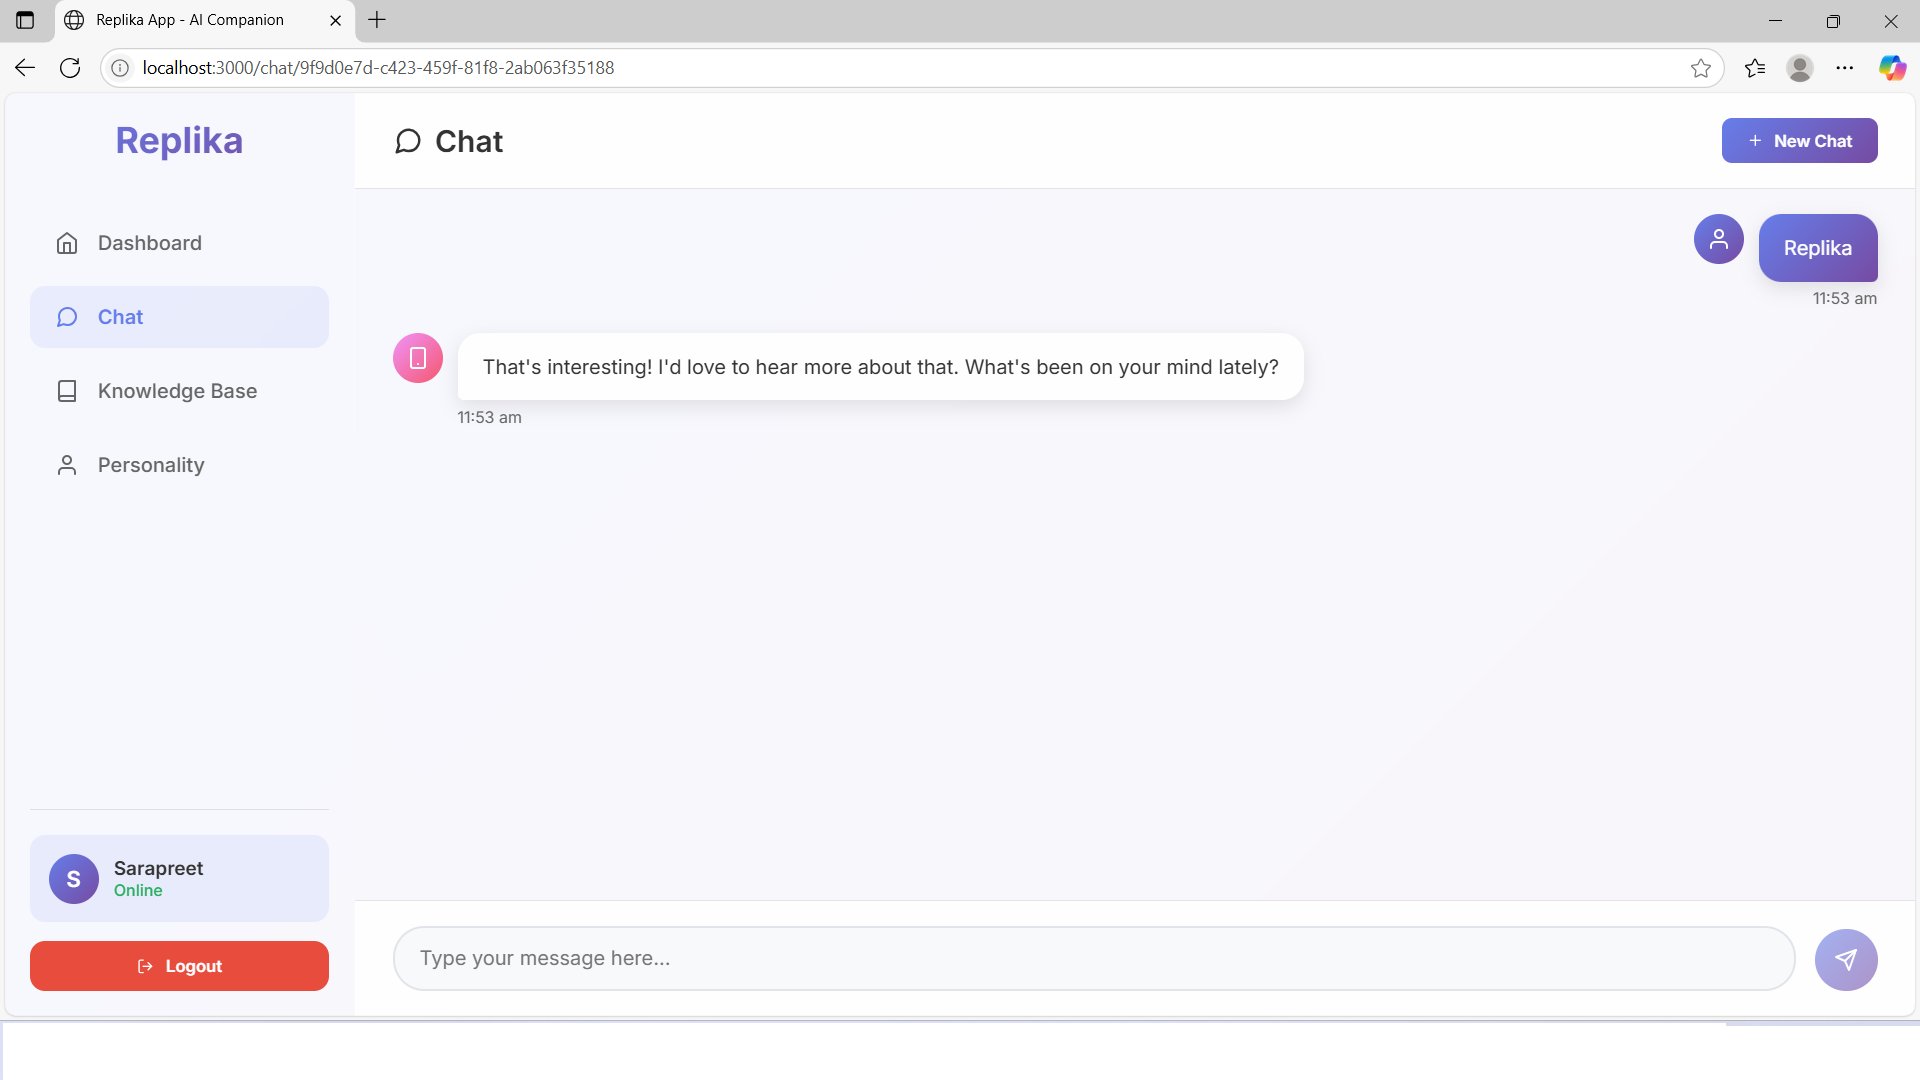 Replika App - AI Companion
localhost:3000/chat/9f9d0e7d-c423-459f-81f8-2ab063f35188
Replika
Chat
+ New Chat
Dashboard
Chat
Knowledge Base
Personality
Replika
11:53 am
That's interesting! I'd love to hear more about that. What's been on your mind lately?
11:53 am
S
Sarapreet
Online
Logout
Type your message here...